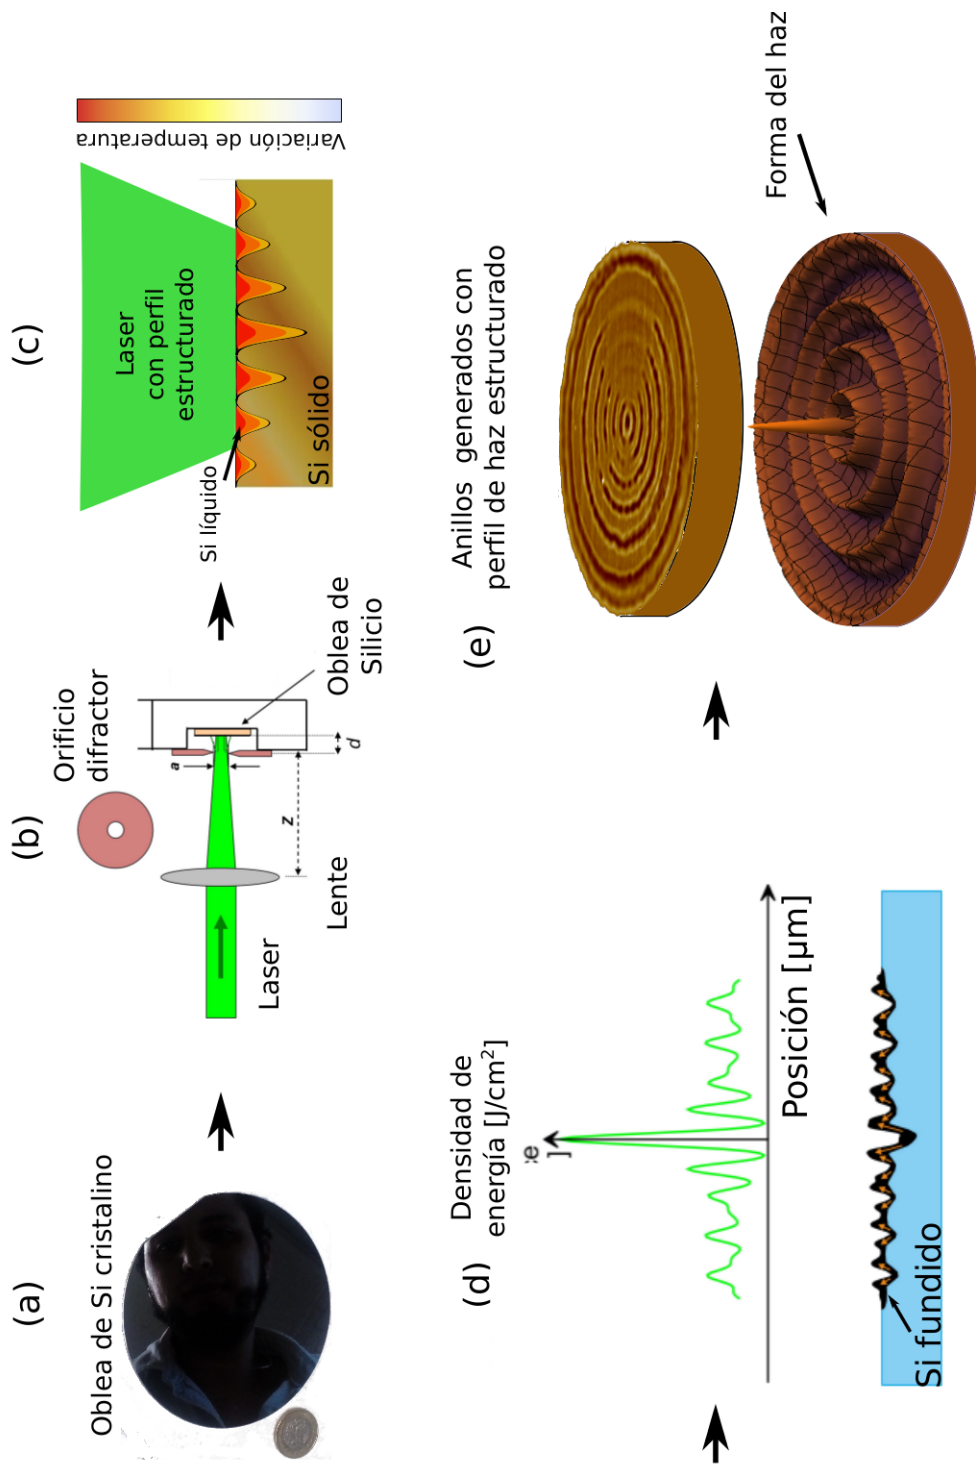 (a)
Oblea de Si cristalino
(b)
Orificio
difractor
a
d
z
Laser
Lente
Oblea de
Silicio
(c)
Laser
con perfil
estructurado
Si líquido
Si sólido
Variación de temperatura
(d)
Densidad de
energía [J/cm²]
]
Posición [µm]
Si fundido
(e)
Anillos generados con
perfil de haz estructurado
Forma del haz